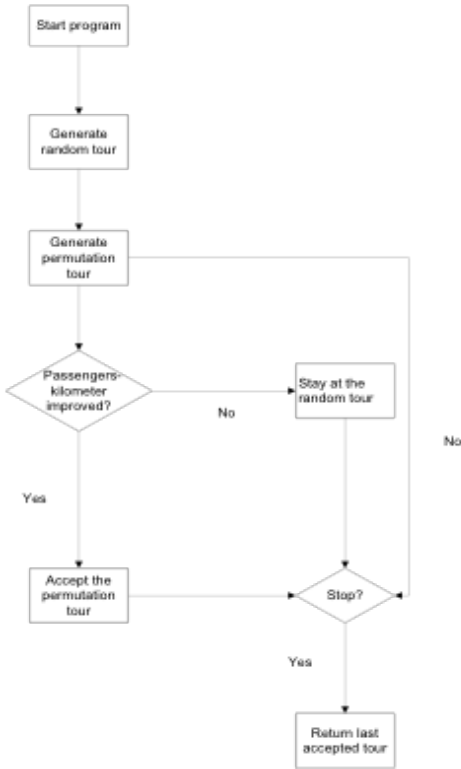 Start program
Generate
random tour
Generate
permutation
tour
Passengers-
kilometer
improved?
No
Stay at the
random tour
No
Yes
Accept the
permutation
tour
Stop?
Yes
Return last
accepted tour